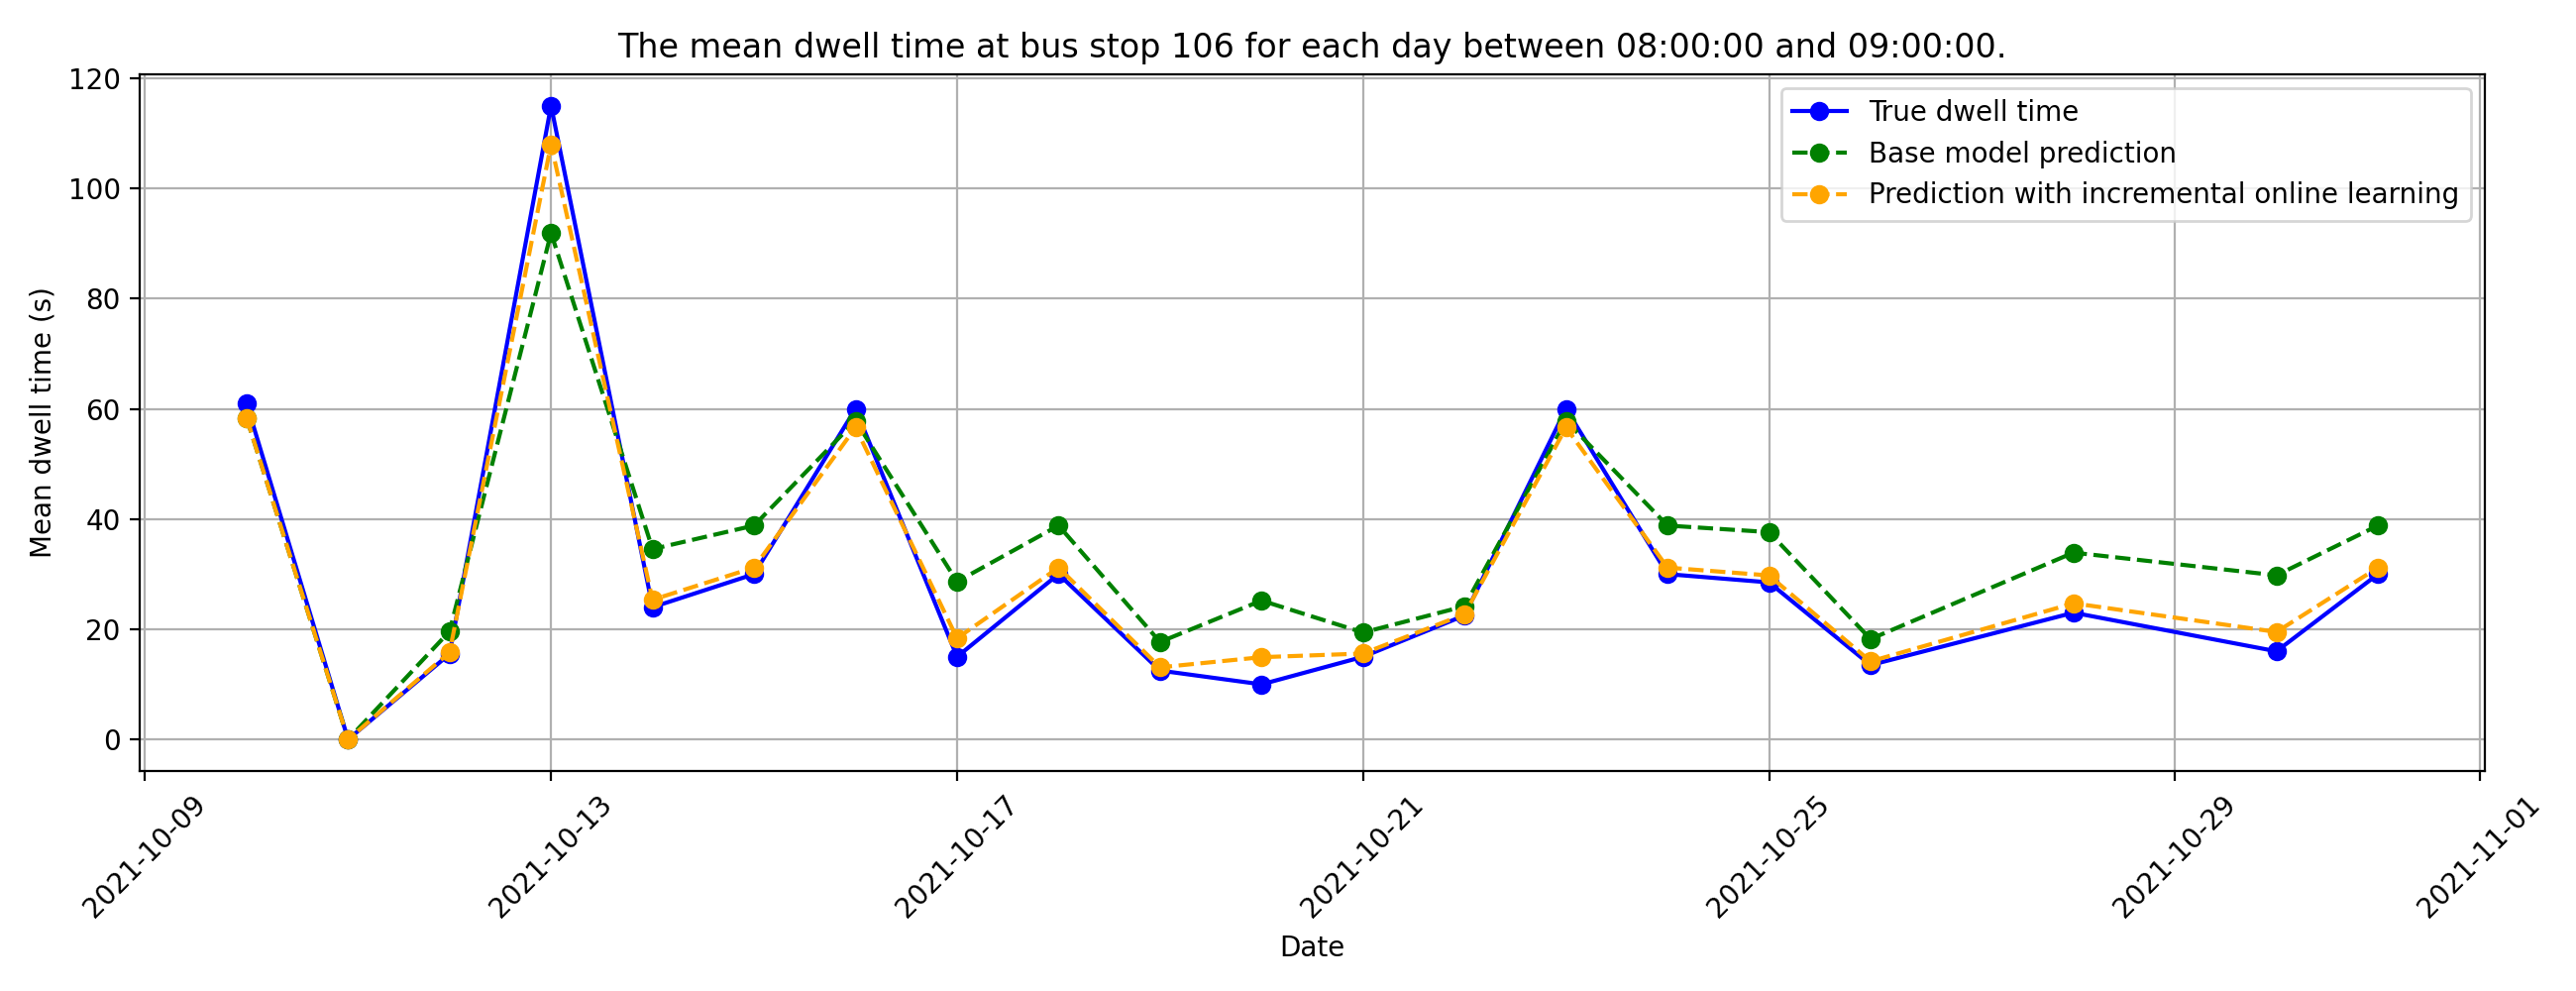 The mean dwell time at bus stop 106 for each day between 08:00:00 and 09:00:00.
120
100
80
60
40
20
0
Mean dwell time (s)
True dwell time
Base model prediction
Prediction with incremental online learning
2021-10-09
2021-10-13
2021-10-17
2021-10-21
2021-10-25
2021-10-29
2021-11-01
Date